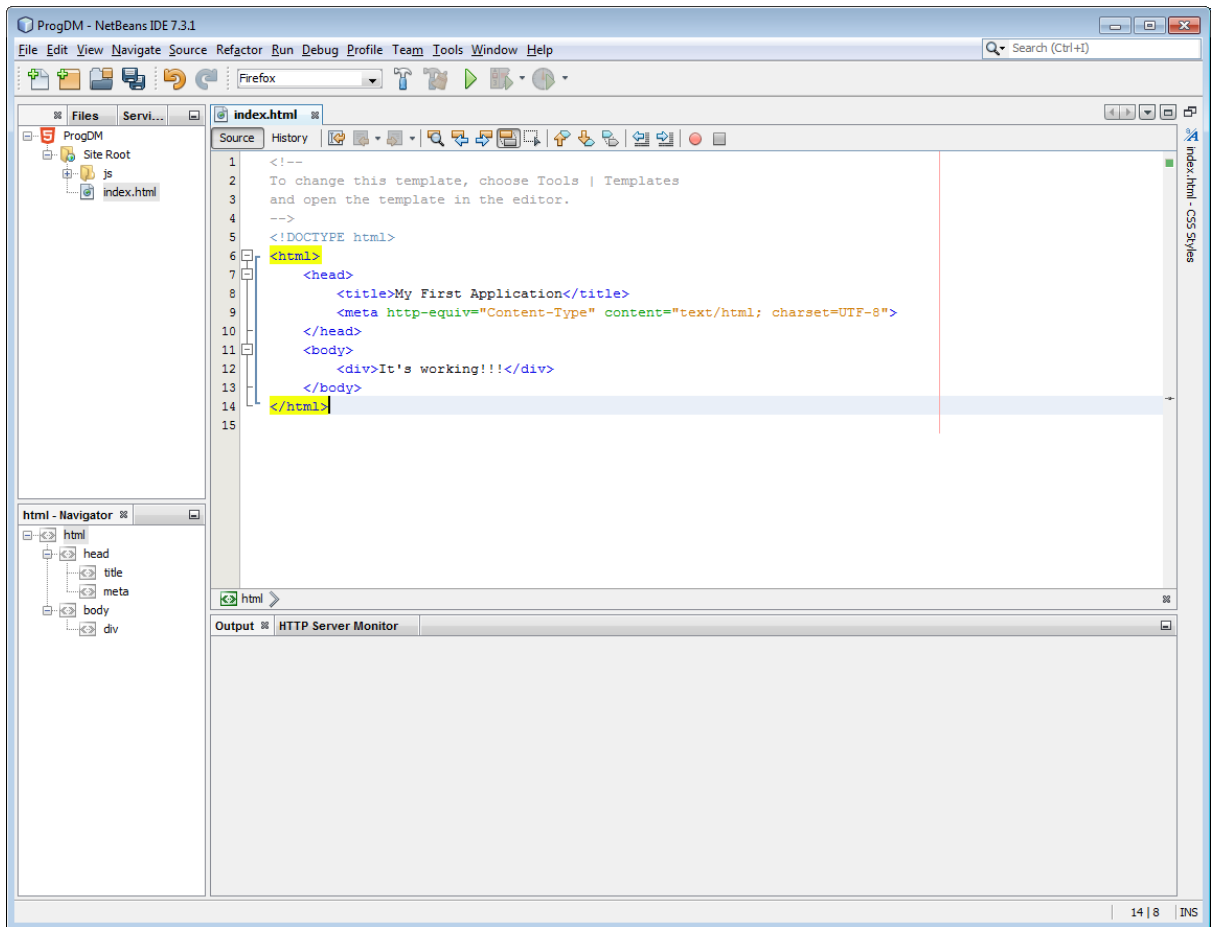 ProgDM - NetBeans IDE 7.3.1
File Edit View Navigate Source Refactor Run Debug Profile Team Tools Window Help
Search (Ctrl+I)
Firefox
Files Servi...
ProgDM
Site Root
js
index.html
index.html
Source History
1 <!--
2 To change this template, choose Tools | Templates
3 and open the template in the editor.
4 -->
5 <!DOCTYPE html>
6 <html>
7 <head>
8 <title>My First Application</title>
9 <meta http-equiv="Content-Type" content="text/html; charset=UTF-8">
10 </head>
11 <body>
12 <div>It's working!!!</div>
13 </body>
14 </html>
15
index.html - CSS Styles
html - Navigator
html
head
title
meta
body
div
html
Output HTTP Server Monitor
14 | 8 INS